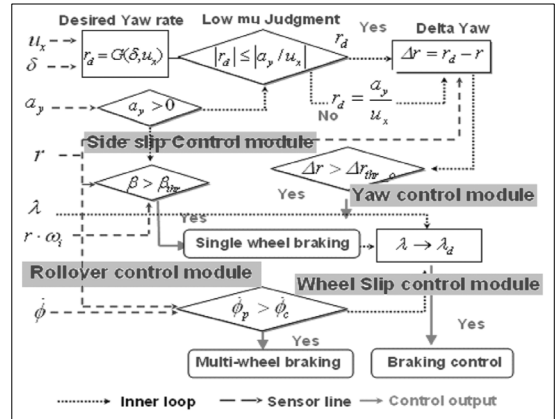 Desired Yaw rate
Low mu Judgment
Yes
Delta Yaw
u_x
δ
r_d = G(δ,u_x)
|r_d| ≤ |a_y / u_x|
r_d
Δr = r_d - r
No
r_d = a_y / u_x
a_y
a_y > 0
Side slip Control module
r
β > β_thr
Δr > Δr_thr
Yes
Yaw control module
λ
Yes
r · ω_i
Single wheel braking
λ → λ_d
Rollover control module
Wheel Slip control module
φ̇
φ̇_p > φ̇_c
Yes
Yes
Multi-wheel braking
Braking control
Inner loop
Sensor line
Control output